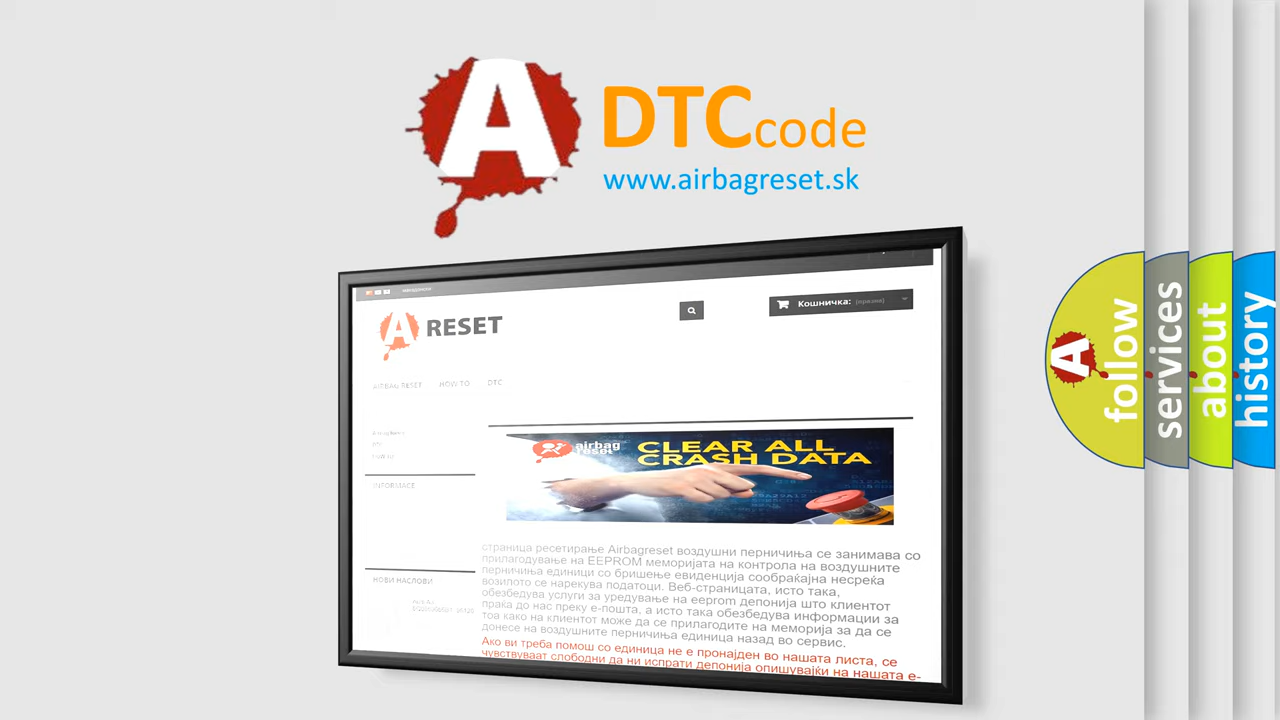 A
DTCcode
www.airbagreset.sk
Кошничка: (празна)
A RESET
AIRBAG RESET HOW TO DTC
airbag
reset
CLEAR ALL
CRASH DATA
INFORMACE
страница ресетирање Airbagreset воздушни перничиња се занимава со
прилагодување на EEPROM меморијата на контрола на воздушните
перничиња единици со бришење евиденција сообраќајна несреќа
возилото се нарекува податоци. Веб-страницата, исто така,
обезбедува услуги за уредување на eeprom депонија што клиентот
праќа до нас преку е-пошта, а исто така обезбедува информации за
тоа како на клиентот може да се прилагодите на меморија за да се
донесе на воздушните перничиња единица назад во сервис.
Ако ви треба помош со единица не е пронајден во нашата листа, се
чувствуваат слободни да ни испрати депонија опишувајќи на нашата е-
НОВИ НАСЛОВИ
A
follow
services
about
history